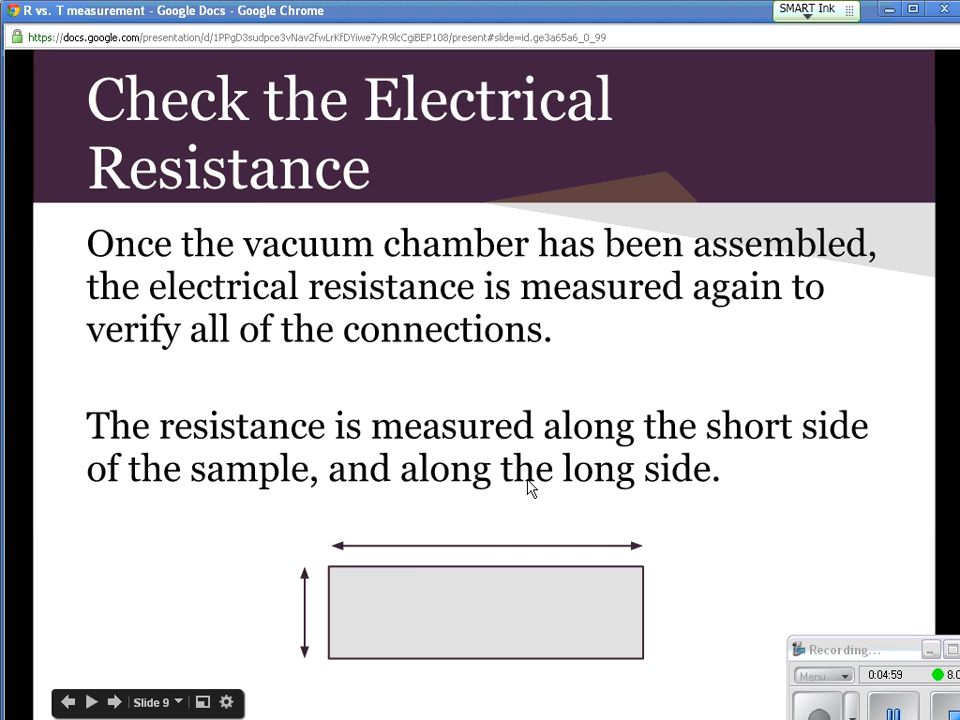 R vs. T measurement - Google Docs - Google Chrome
SMART Ink
https://docs.google.com/presentation/d/1PPgD3sudpce3vNav2fwLrKfDYiwe7yR9lcCgiBEP108/present#slide=id.ge3a65a6_0_99
Check the Electrical
Resistance
Once the vacuum chamber has been assembled,
the electrical resistance is measured again to
verify all of the connections.
The resistance is measured along the short side
of the sample, and along the long side.
Recording...
Menu
0:04:59
8.0
Slide 9